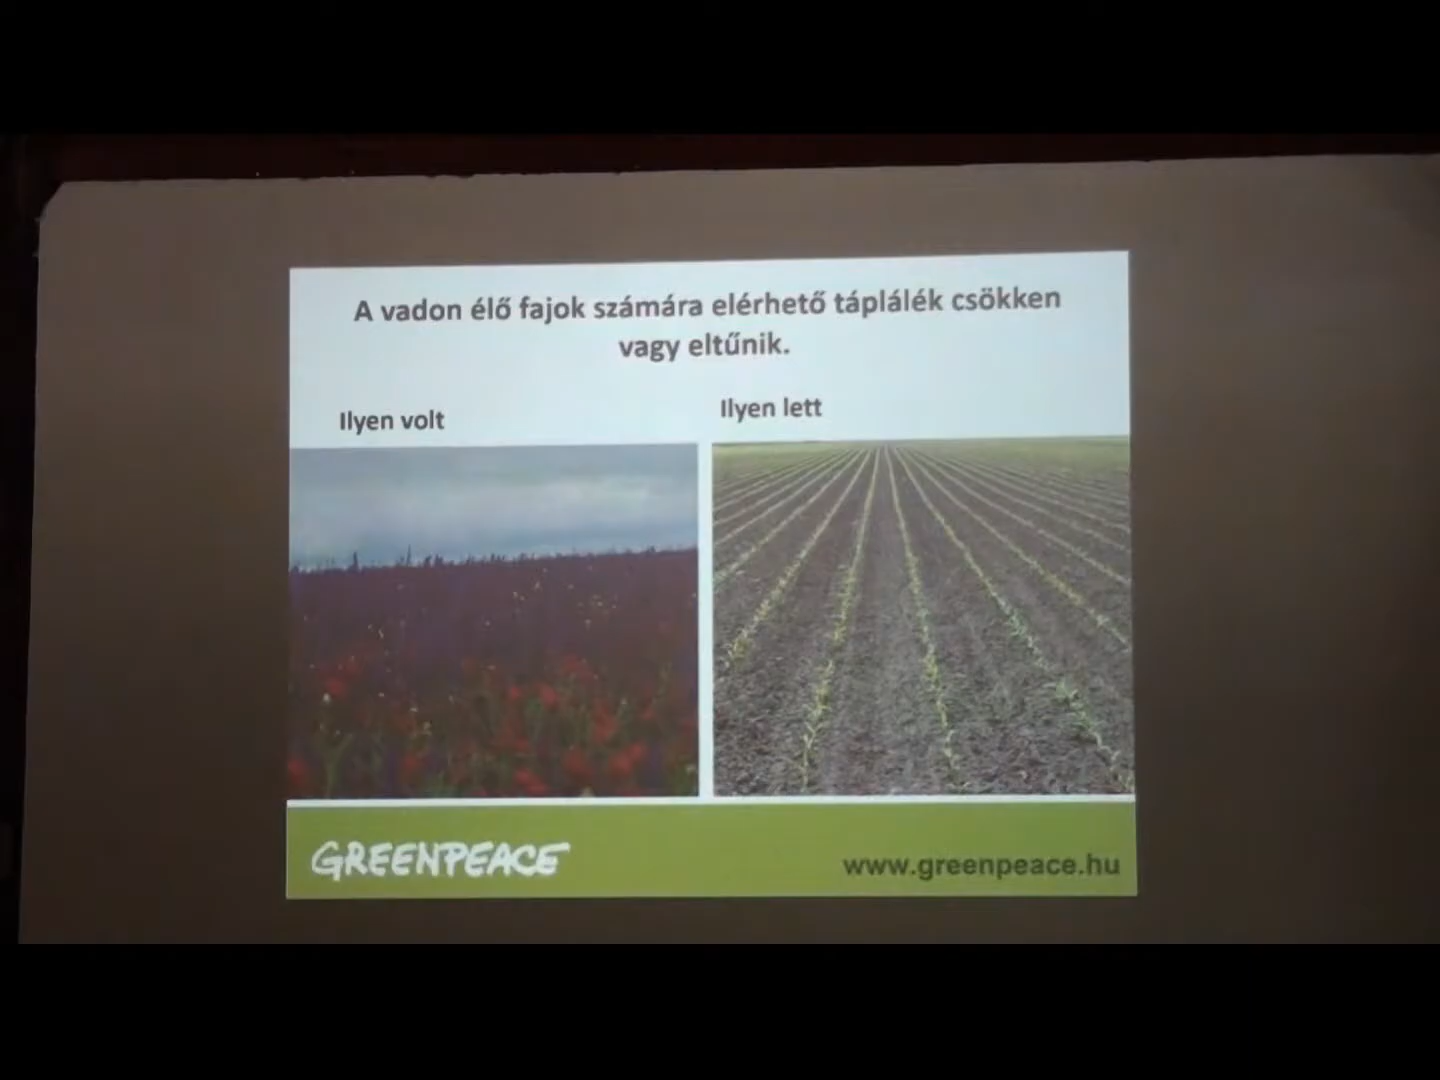 A vadon élő fajok számára elérhető táplálék csökken
vagy eltűnik.
Ilyen volt
Ilyen lett
GREENPEACE
www.greenpeace.hu